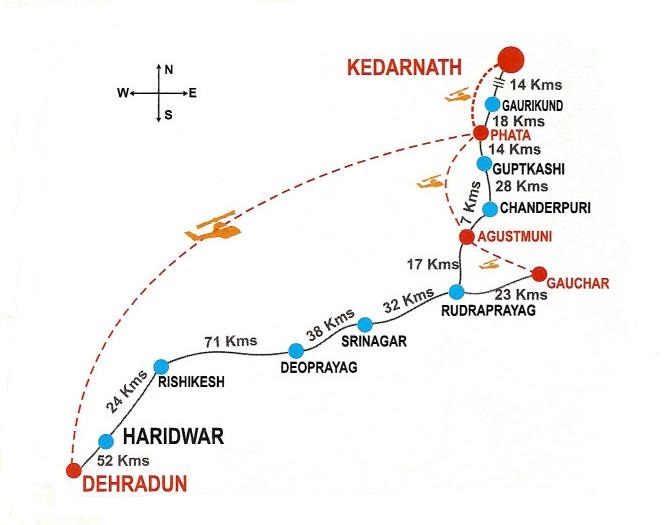 KEDARNATH
N
W E
S
14 Kms
GAURIKUND
18 Kms
PHATA
14 Kms
GUPTKASHI
28 Kms
CHANDERPURI
7 Kms
AGUSTMUNI
17 Kms
GAUCHAR
23 Kms
RUDRAPRAYAG
32 Kms
38 Kms
SRINAGAR
71 Kms
DEOPRAYAG
RISHIKESH
24 Kms
HARIDWAR
52 Kms
DEHRADUN